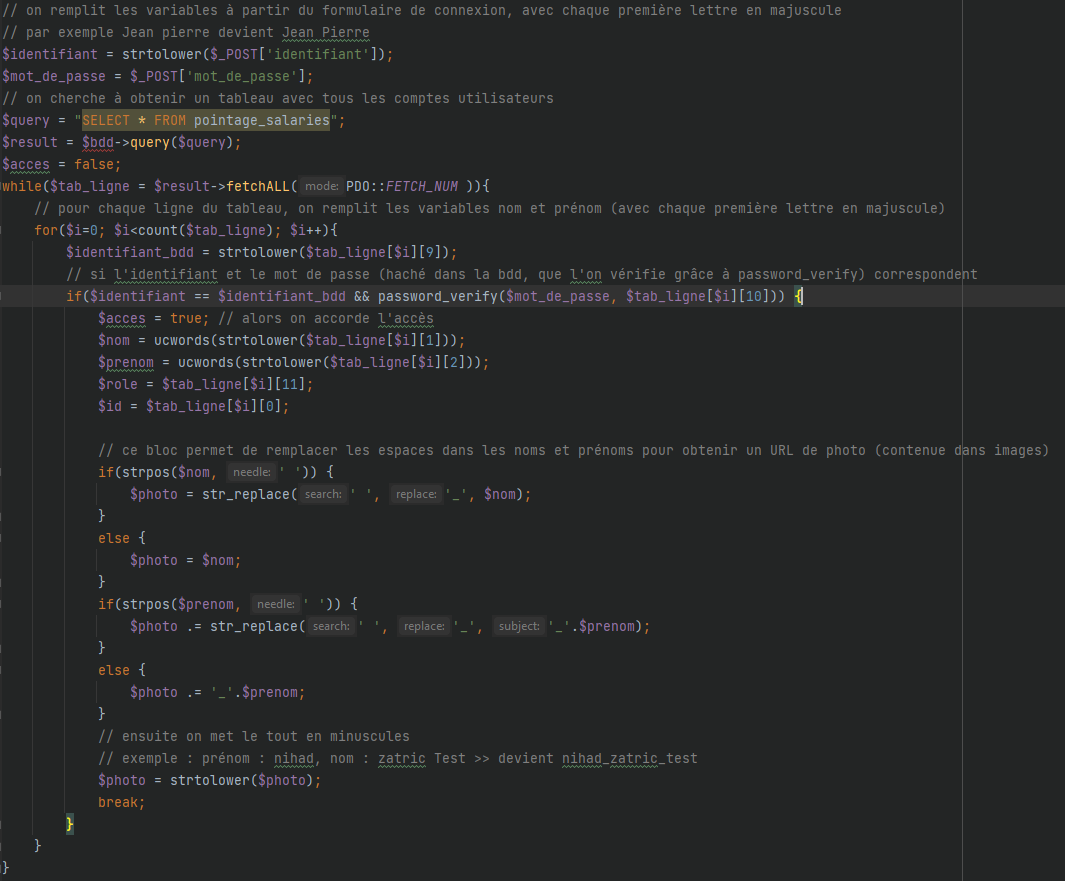 // on remplit les variables à partir du formulaire de connexion, avec chaque première lettre en majuscule
// par exemple Jean pierre devient Jean Pierre
$identifiant = strtolower($_POST['identifiant']);
$mot_de_passe = $_POST['mot_de_passe'];
// on cherche à obtenir un tableau avec tous les comptes utilisateurs
$query = "SELECT * FROM pointage_salaries";
$result = $bdd->query($query);
$acces = false;
while($tab_ligne = $result->fetchALL( mode: PDO::FETCH_NUM )){
// pour chaque ligne du tableau, on remplit les variables nom et prénom (avec chaque première lettre en majuscule)
for($i=0; $i<count($tab_ligne); $i++){
$identifiant_bdd = strtolower($tab_ligne[$i][9]);
// si l'identifiant et le mot de passe (haché dans la bdd, que l'on vérifie grâce à password_verify) correspondent
if($identifiant == $identifiant_bdd && password_verify($mot_de_passe, $tab_ligne[$i][10])) {
$acces = true; // alors on accorde l'accès
$nom = ucwords(strtolower($tab_ligne[$i][1]));
$prenom = ucwords(strtolower($tab_ligne[$i][2]));
$role = $tab_ligne[$i][11];
$id = $tab_ligne[$i][0];
// ce bloc permet de remplacer les espaces dans les noms et prénoms pour obtenir un URL de photo (contenue dans images)
if(strpos($nom, needle: ' ')) {
$photo = str_replace( search: ' ', replace: '_', $nom);
}
else {
$photo = $nom;
}
if(strpos($prenom, needle: ' ')) {
$photo .= str_replace( search: ' ', replace: '_', subject: '_'.$prenom);
}
else {
$photo .= '_'.$prenom;
}
// ensuite on met le tout en minuscules
// exemple : prénom : nihad, nom : zatric Test >> devient nihad_zatric_test
$photo = strtolower($photo);
break;
}
}
}